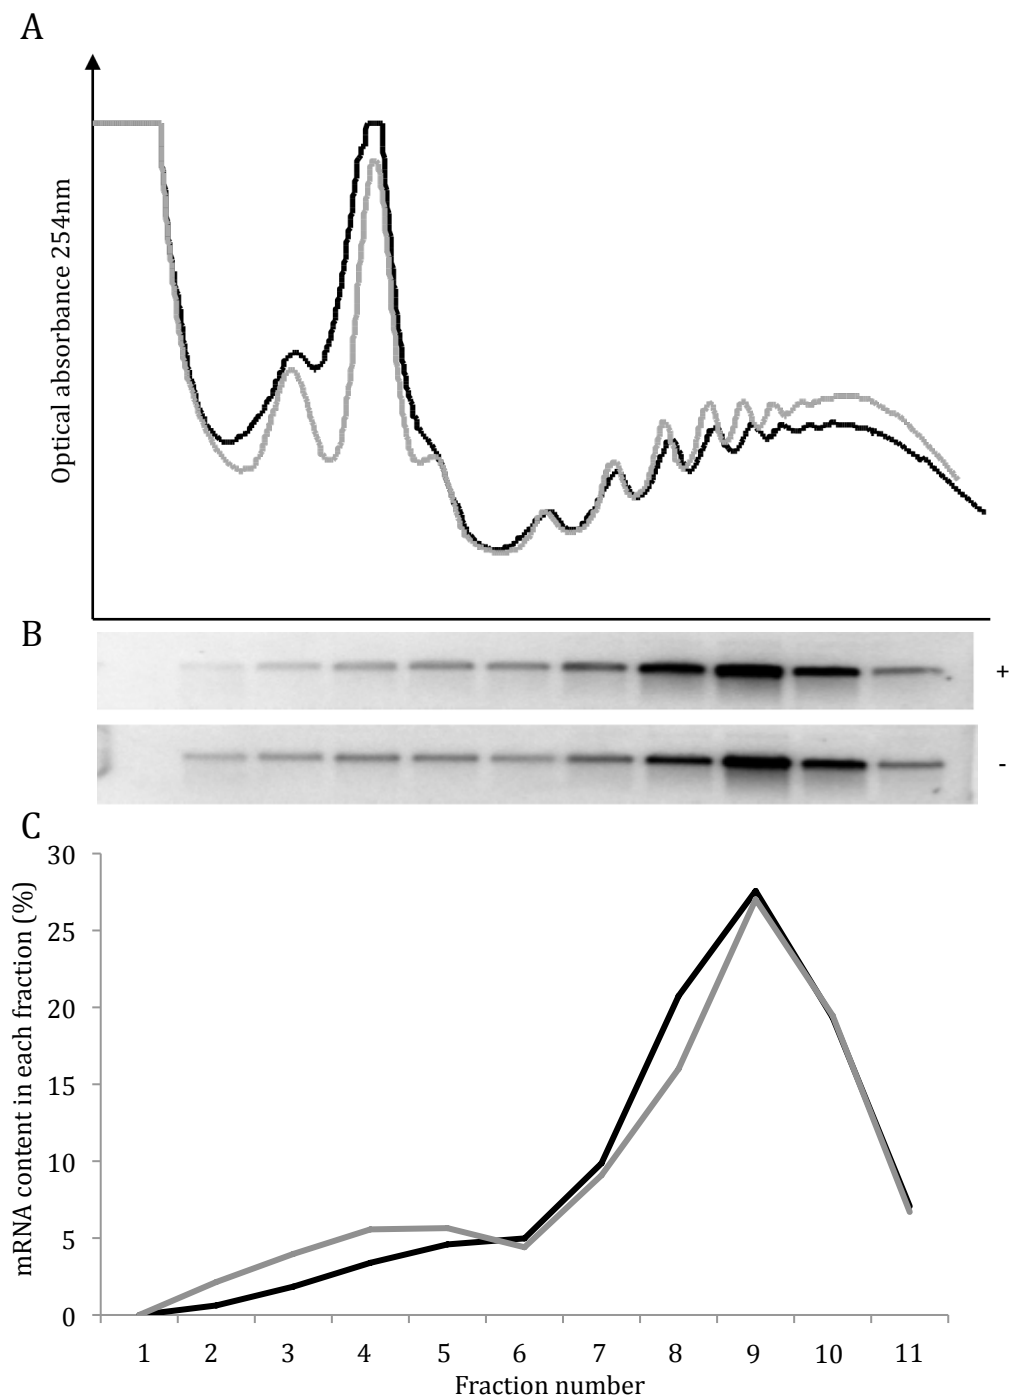 A
Optical absorbance 254nm
B
+
-
C
mRNA content in each fraction (%)
30
25
20
15
10
5
0
1 2 3 4 5 6 7 8 9 10 11
Fraction number